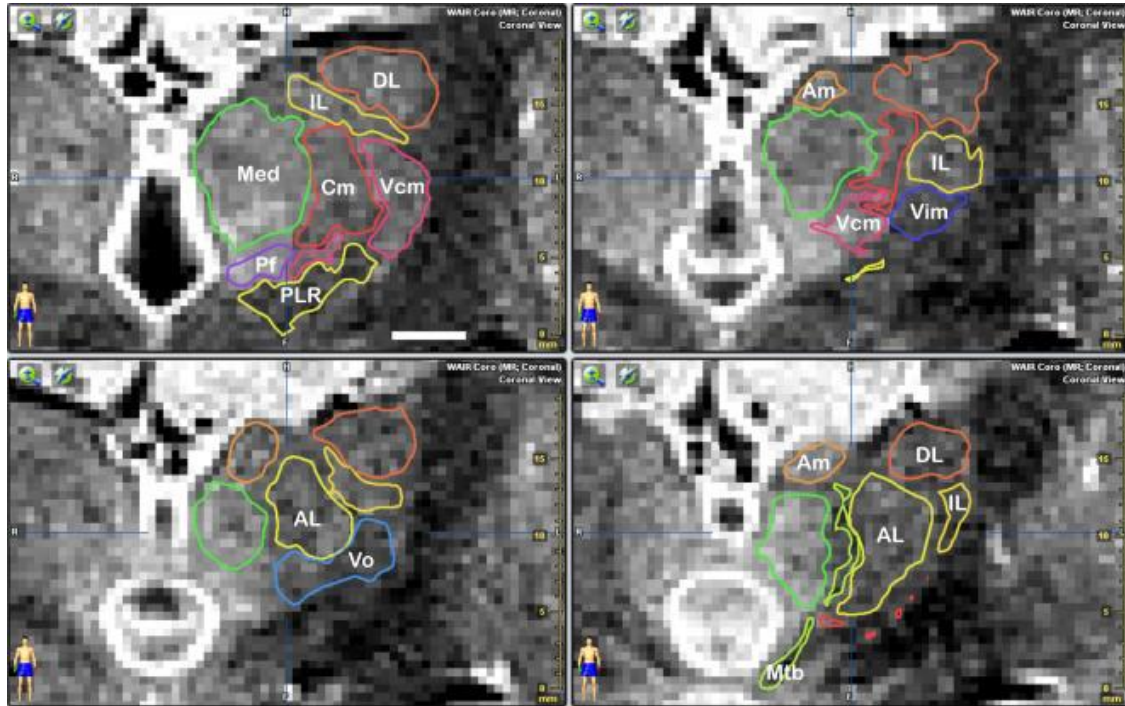 H
WAIR Coro (MR; Coronal)
Coronal View
DL
IL
15
Med
Cm
Vcm
R
10
Pf
5
PLR
F
0
mm
H
WAIR Coro (MR; Coronal)
Coronal View
Am
15
IL
R
10
Vcm
Vim
5
0
mm
H
WAIR Coro (MR; Coronal)
Coronal View
15
AL
R
10
Vo
5
F
0
mm
WAIR Coro (MR; Coronal)
Coronal View
Am
DL
15
IL
AL
R
10
5
Mtb
F
0
mm